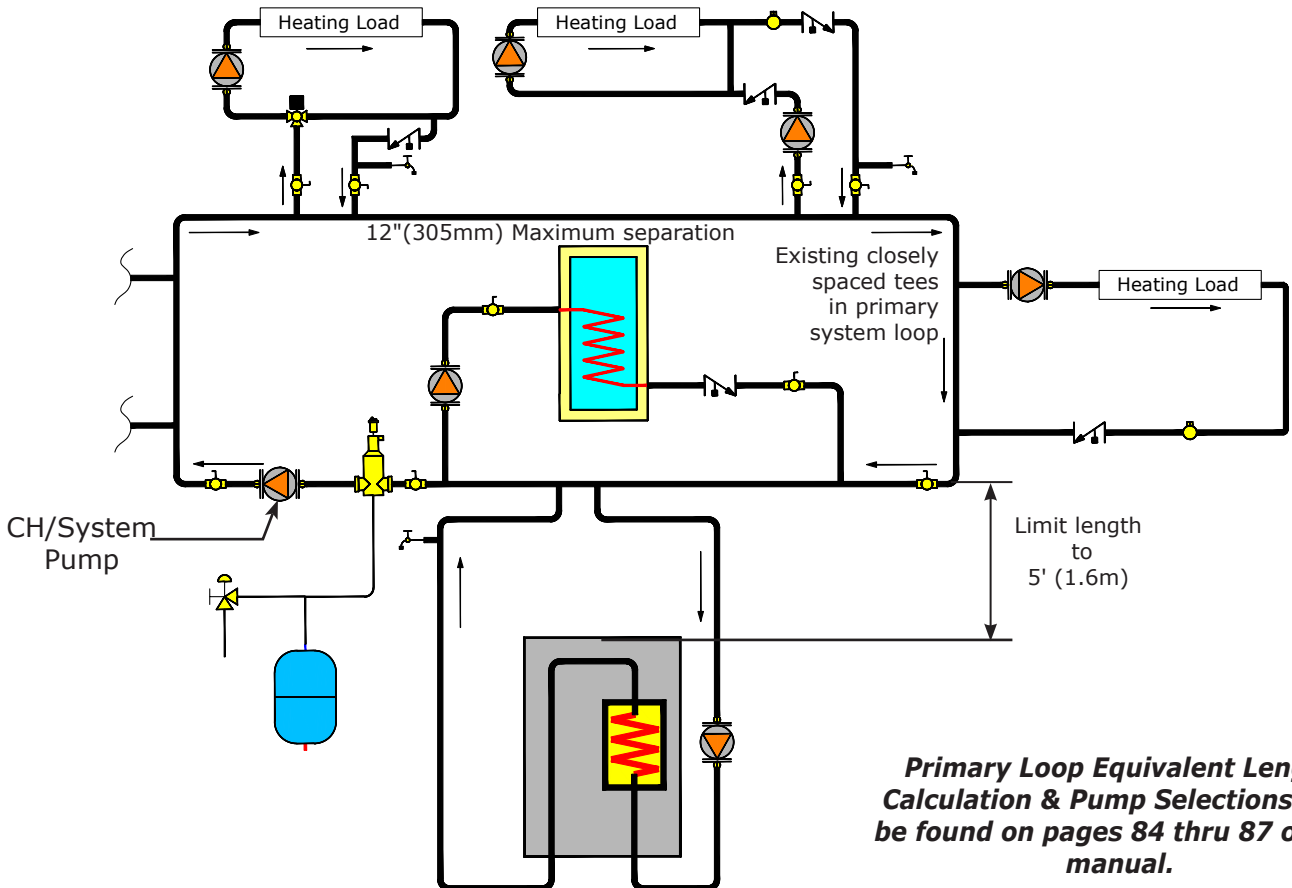 Heating Load
Heating Load
12"(305mm) Maximum separation
Existing closely
spaced tees
in primary
system loop
Heating Load
CH/System
Pump
Limit length
to
5' (1.6m)
Primary Loop Equivalent
Calculation & Pump Selections
be found on pages 84 thru 87
manual.